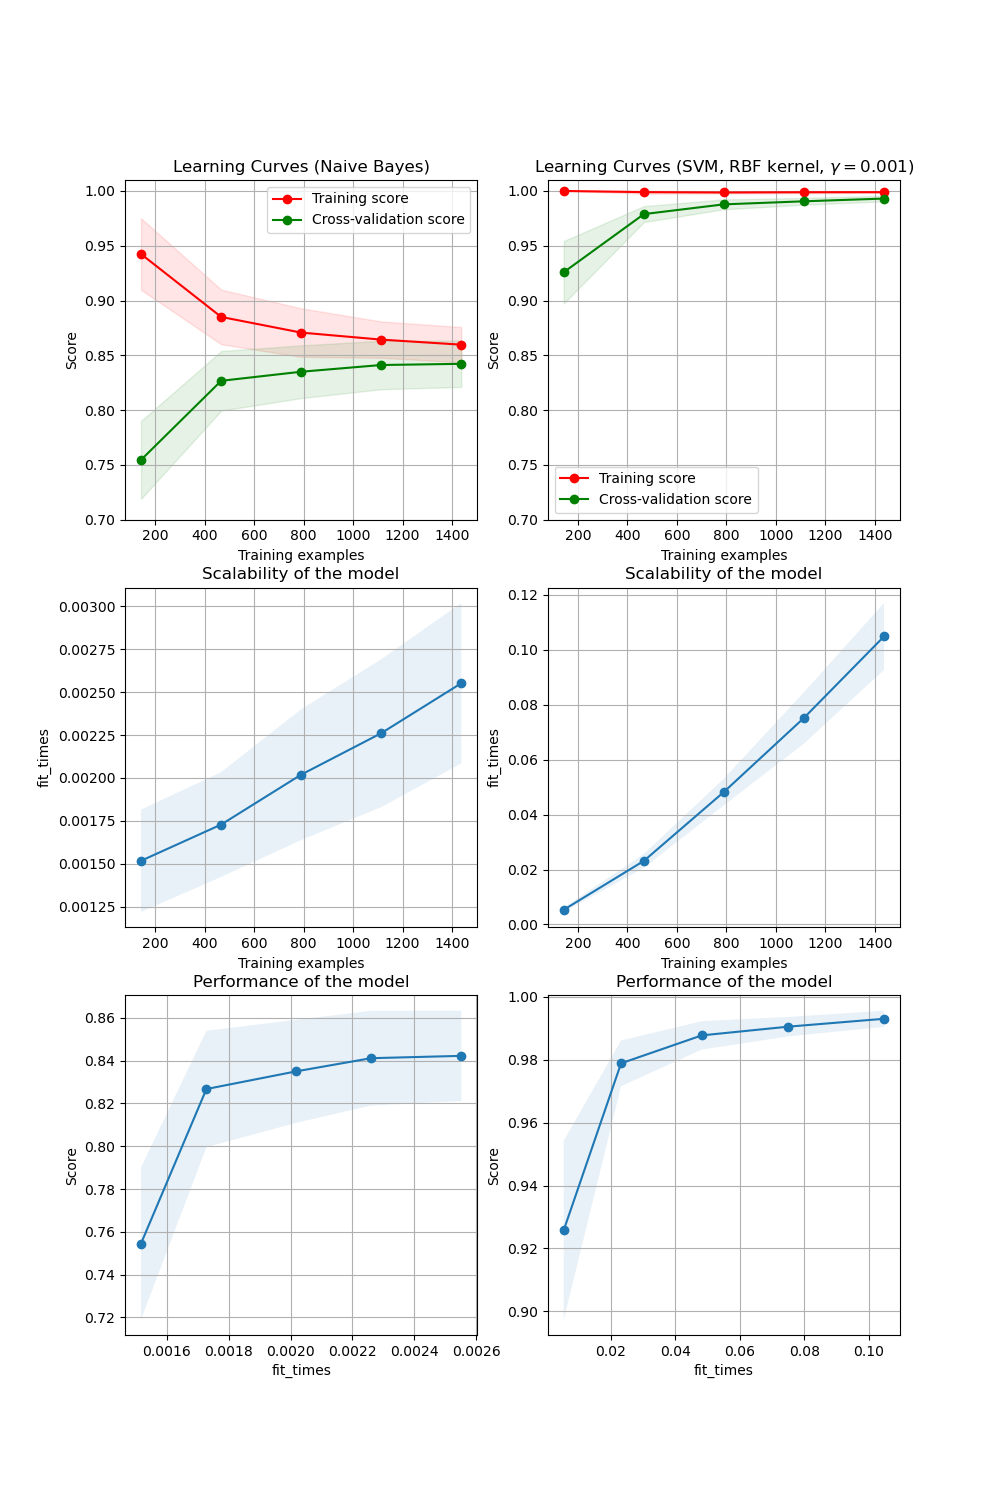 Learning Curves (Naive Bayes)
1.00
0.95
0.90
0.85
0.80
0.75
0.70
Score
Training score
Cross-validation score
200 400 600 800 1000 1200 1400
Training examples
Learning Curves (SVM, RBF kernel, γ = 0.001)
1.00
0.95
0.90
0.85
0.80
0.75
0.70
Score
Training score
Cross-validation score
200 400 600 800 1000 1200 1400
Training examples
Scalability of the model
0.00300
0.00275
0.00250
0.00225
0.00200
0.00175
0.00150
0.00125
fit_times
200 400 600 800 1000 1200 1400
Training examples
Scalability of the model
0.12
0.10
0.08
0.06
0.04
0.02
0.00
fit_times
200 400 600 800 1000 1200 1400
Training examples
Performance of the model
0.86
0.84
0.82
0.80
0.78
0.76
0.74
0.72
Score
0.0016 0.0018 0.0020 0.0022 0.0024 0.0026
fit_times
Performance of the model
1.00
0.98
0.96
0.94
0.92
0.90
Score
0.02 0.04 0.06 0.08 0.10
fit_times